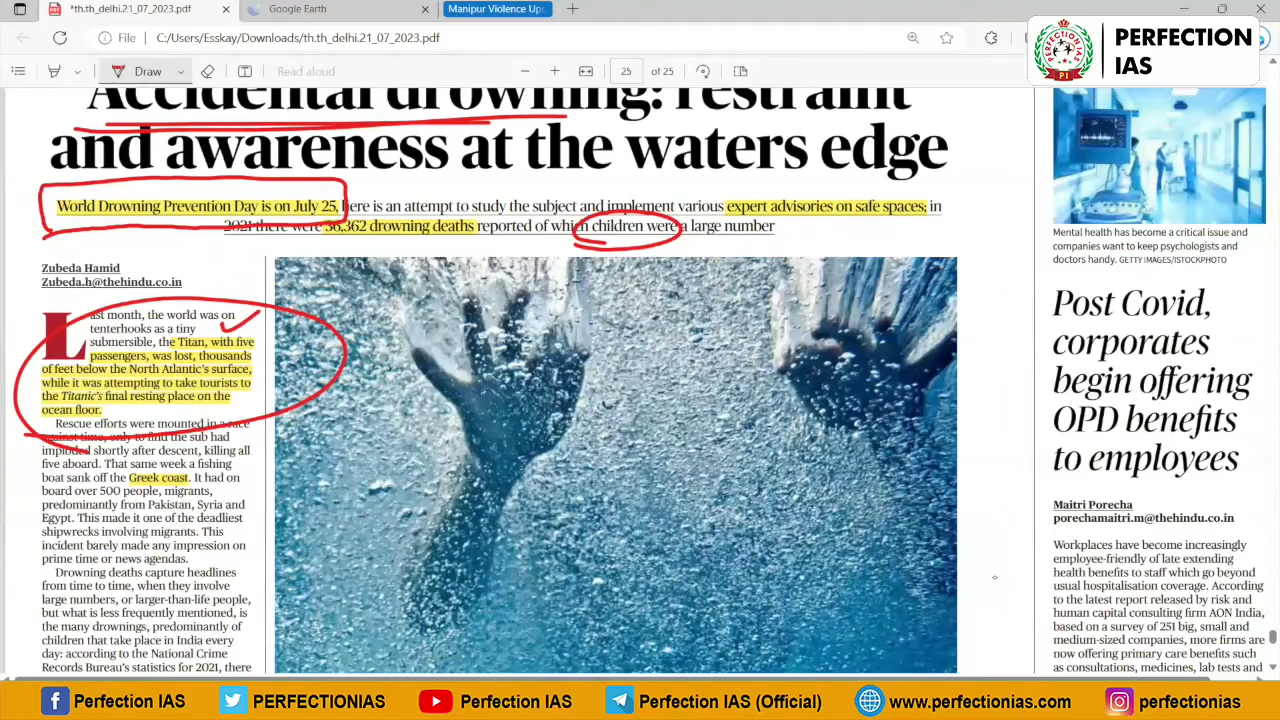 *th.th_delhi.21_07_2023.pdf
Google Earth
Manipur Violence Ups
File
C:/Users/Esskay/Downloads/th.th_delhi.21_07_2023.pdf
Draw
Read aloud
25
of 25
PERFECTION
IAS
PI
Accidental drowning: restraint
and awareness at the waters edge
World Drowning Prevention Day is on July 25, here is an attempt to study the subject and implement various expert advisories on safe spaces; in
2021 there were 36,362 drowning deaths reported of which children were a large number
Zubeda Hamid
Zubeda.h@thehindu.co.in
Last month, the world was on
tenterhooks as a tiny
submersible, the Titan, with five
passengers, was lost, thousands
of feet below the North Atlantic's surface,
while it was attempting to take tourists to
the Titanic's final resting place on the
ocean floor.
Rescue efforts were mounted in a race
against time, only to find the sub had
imploded shortly after descent, killing all
five aboard. That same week a fishing
boat sank off the Greek coast. It had on
board over 500 people, migrants,
predominantly from Pakistan, Syria and
Egypt. This made it one of the deadliest
shipwrecks involving migrants. This
incident barely made any impression on
prime time or news agendas.
Drowning deaths capture headlines
from time to time, when they involve
large numbers, or larger-than-life people,
but what is less frequently mentioned, is
the many drownings, predominantly of
children that take place in India every
day: according to the National Crime
Records Bureau's statistics for 2021, there
Mental health has become a critical issue and
companies want to keep psychologists and
doctors handy. GETTY IMAGES/ISTOCKPHOTO
Post Covid,
corporates
begin offering
OPD benefits
to employees
Maitri Porecha
porechamaitri.m@thehindu.co.in
Workplaces have become increasingly
employee-friendly of late extending
health benefits to staff which go beyond
usual hospitalisation coverage. According
to the latest report released by risk and
human capital consulting firm AON India,
based on a survey of 251 big, small and
medium-sized companies, more firms are
now offering primary care benefits such
as consultations, medicines, lab tests and
Perfection IAS
PERFECTIONIAS
Perfection IAS
Perfection IAS (Official)
www.perfectionias.com
perfectionias